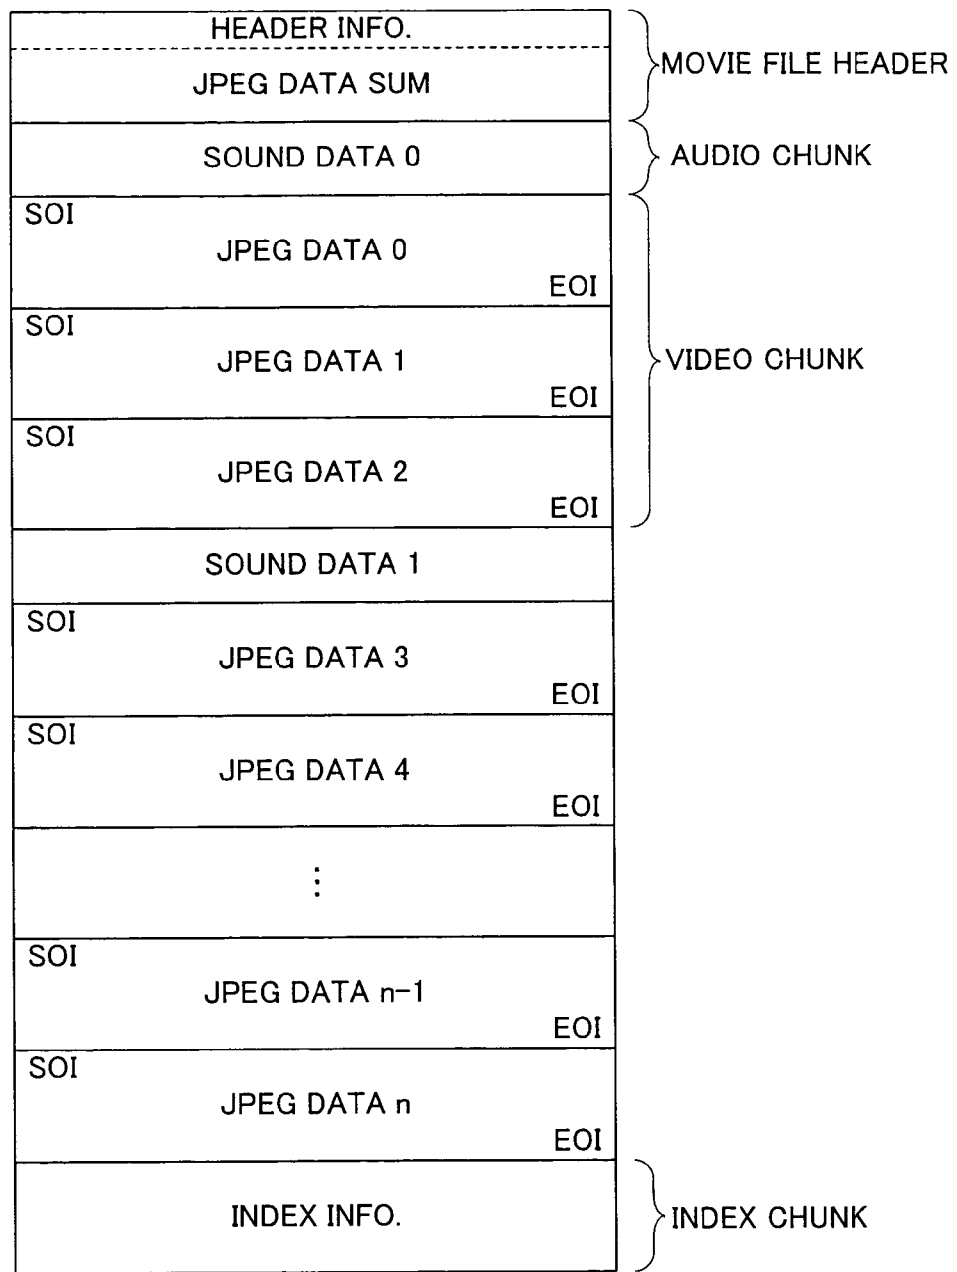 HEADER INFO.
JPEG DATA SUM
MOVIE FILE HEADER
SOUND DATA 0
AUDIO CHUNK
SOI
JPEG DATA 0
EOI
SOI
JPEG DATA 1
EOI
VIDEO CHUNK
SOI
JPEG DATA 2
EOI
SOUND DATA 1
SOI
JPEG DATA 3
EOI
SOI
JPEG DATA 4
EOI
⋮
SOI
JPEG DATA n-1
EOI
SOI
JPEG DATA n
EOI
INDEX INFO.
INDEX CHUNK